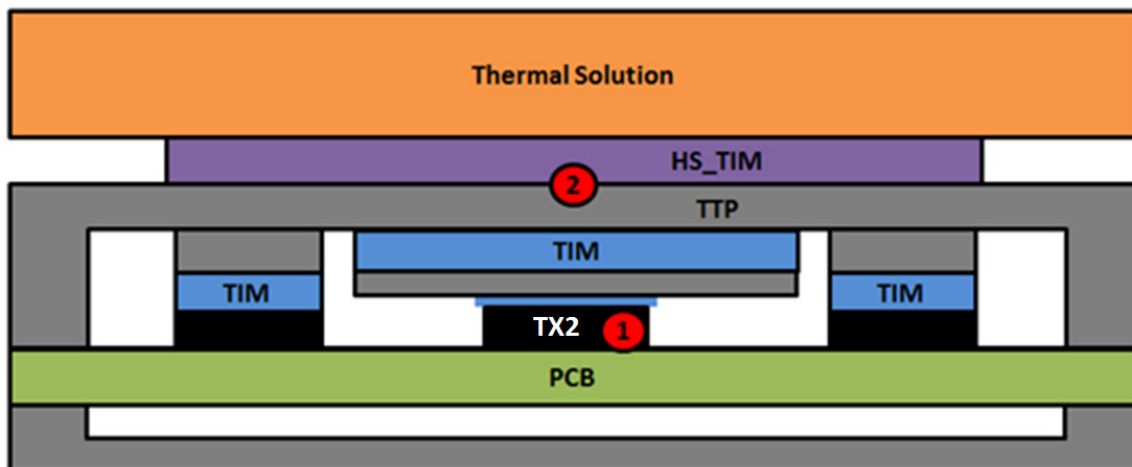 Thermal Solution
HS_TIM
2
TTP
TIM
TIM
TIM
TX2
1
PCB